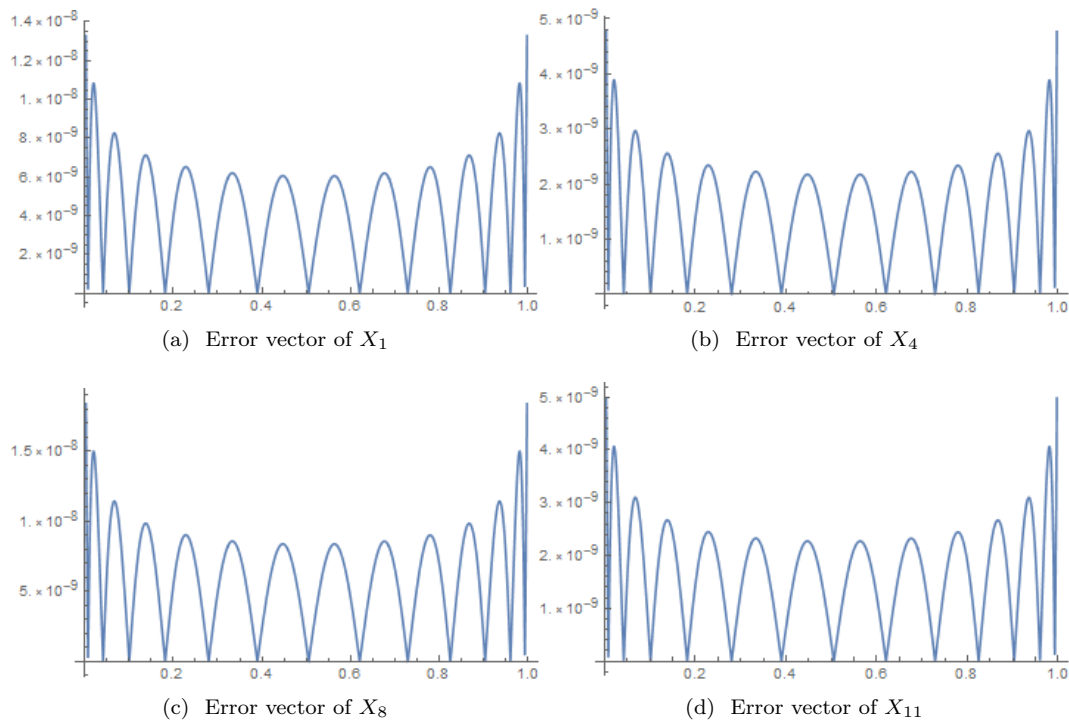 1.4 × 10⁻⁸
1.2 × 10⁻⁸
1. × 10⁻⁸
8. × 10⁻⁹
6. × 10⁻⁹
4. × 10⁻⁹
2. × 10⁻⁹
0.2 0.4 0.6 0.8 1.0
(a) Error vector of X₁
5. × 10⁻⁹
4. × 10⁻⁹
3. × 10⁻⁹
2. × 10⁻⁹
1. × 10⁻⁹
0.2 0.4 0.6 0.8 1.0
(b) Error vector of X₄
1.5 × 10⁻⁸
1. × 10⁻⁸
5. × 10⁻⁹
0.2 0.4 0.6 0.8 1.0
(c) Error vector of X₈
5. × 10⁻⁹
4. × 10⁻⁹
3. × 10⁻⁹
2. × 10⁻⁹
1. × 10⁻⁹
0.2 0.4 0.6 0.8 1.0
(d) Error vector of X₁₁